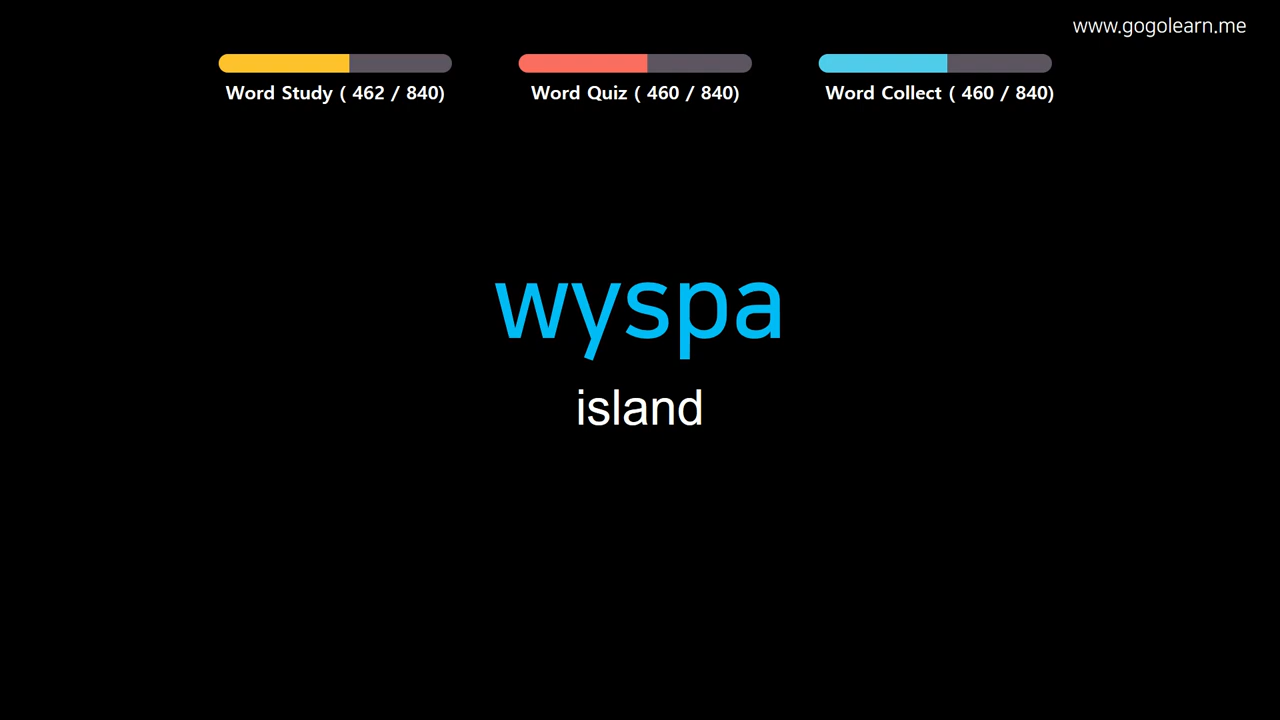 www.gogolearn.me
Word Study ( 462 / 840)
Word Quiz ( 460 / 840)
Word Collect ( 460 / 840)
wyspa
island